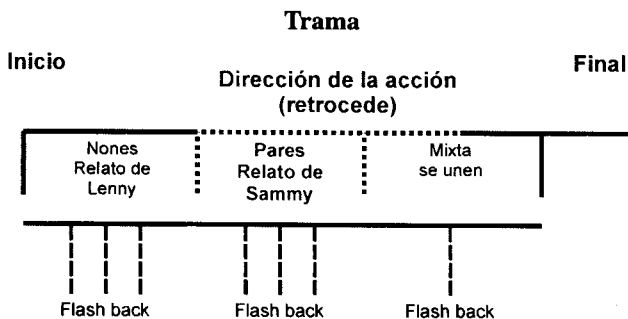 Trama
Inicio
Final
Dirección de la acción
(retrocede)
Nones
Relato de
Lenny
Pares
Relato de
Sammy
Mixta
se unen
Flash back
Flash back
Flash back